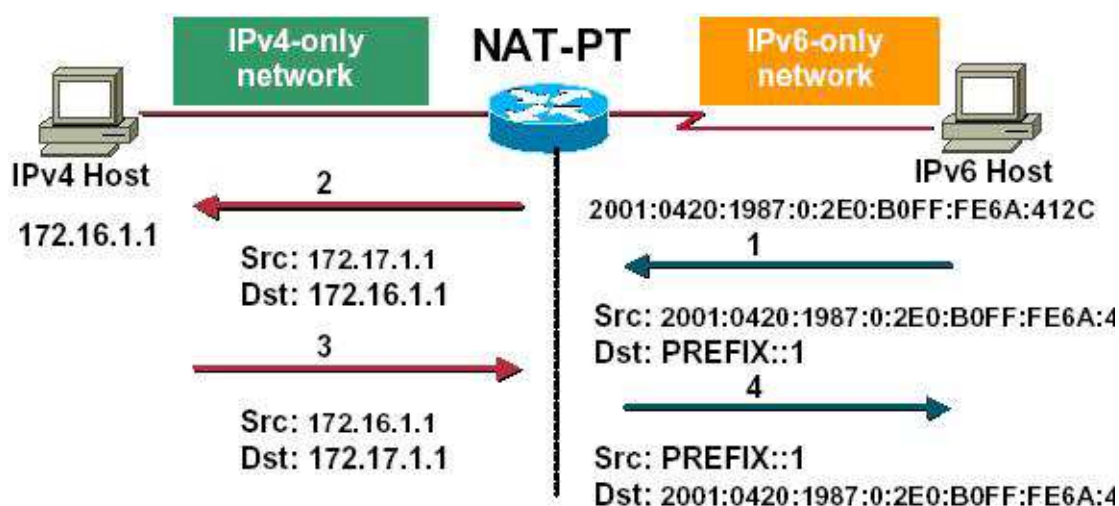 IPv4-only
network
NAT-PT
IPv6-only
network
IPv4 Host
172.16.1.1
IPv6 Host
2001:0420:1987:0:2E0:B0FF:FE6A:412C
2
Src: 172.17.1.1
Dst: 172.16.1.1
1
Src: 2001:0420:1987:0:2E0:B0FF:FE6A:4
Dst: PREFIX::1
3
Src: 172.16.1.1
Dst: 172.17.1.1
4
Src: PREFIX::1
Dst: 2001:0420:1987:0:2E0:B0FF:FE6A:4